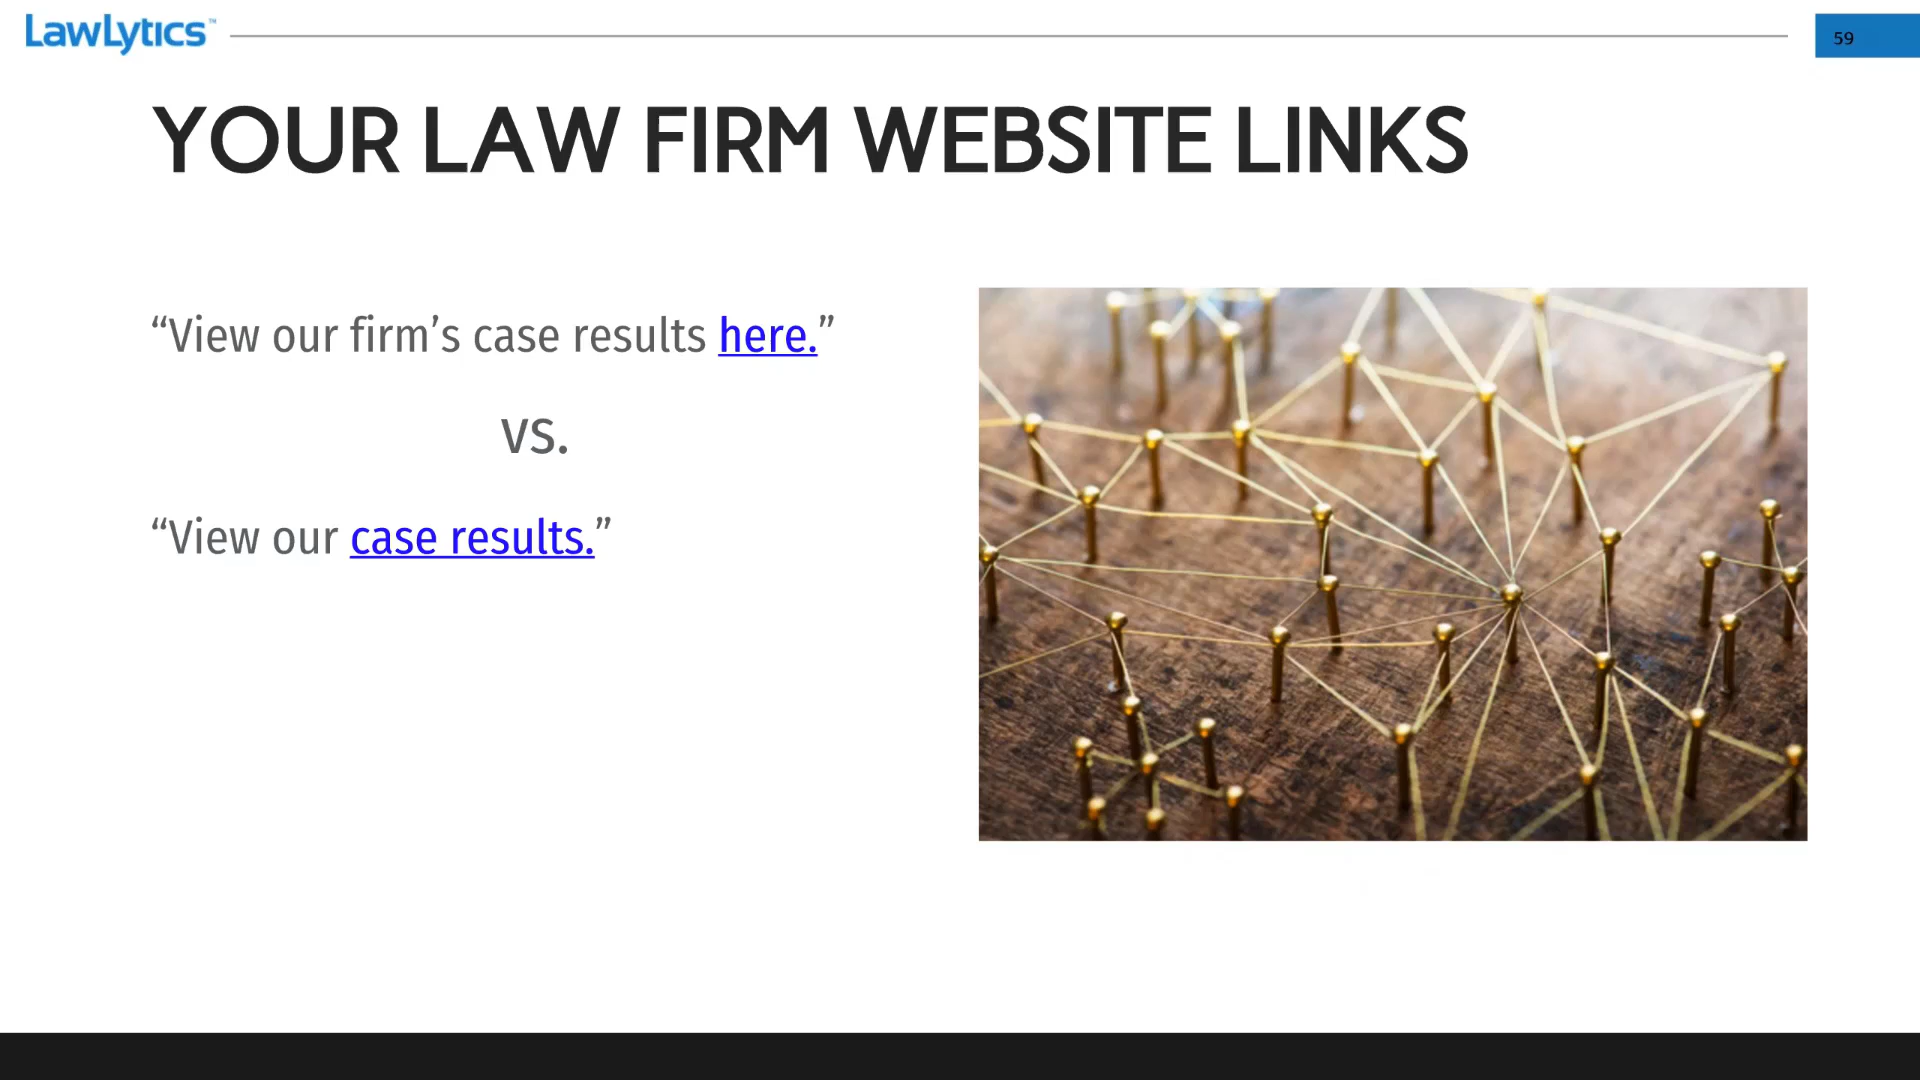 LawLytics™
59
YOUR LAW FIRM WEBSITE LINKS
“View our firm’s case results here.”
vs.
“View our case results.”